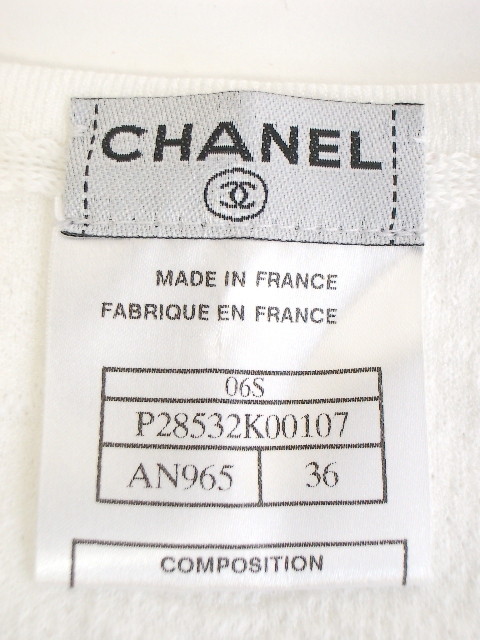 CHANEL
MADE IN FRANCE
FABRIQUE EN FRANCE
06S
P28532K00107
AN965 36
COMPOSITION